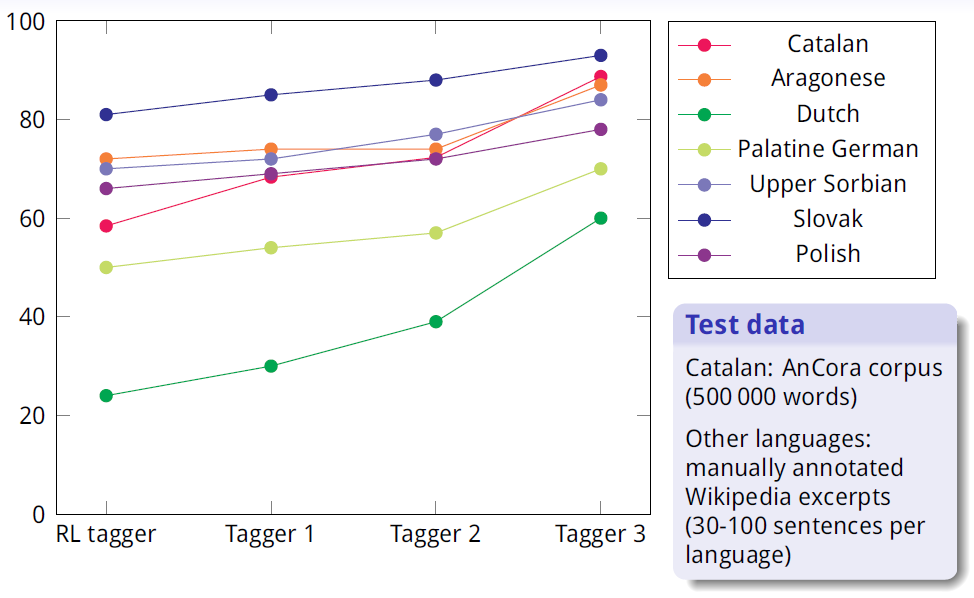 100
80
60
40
20
0
RL tagger
Tagger 1
Tagger 2
Tagger 3
Catalan
Aragonese
Dutch
Palatine German
Upper Sorbian
Slovak
Polish
Test data
Catalan: AnCora corpus
(500 000 words)
Other languages:
manually annotated
Wikipedia excerpts
(30-100 sentences per
language)